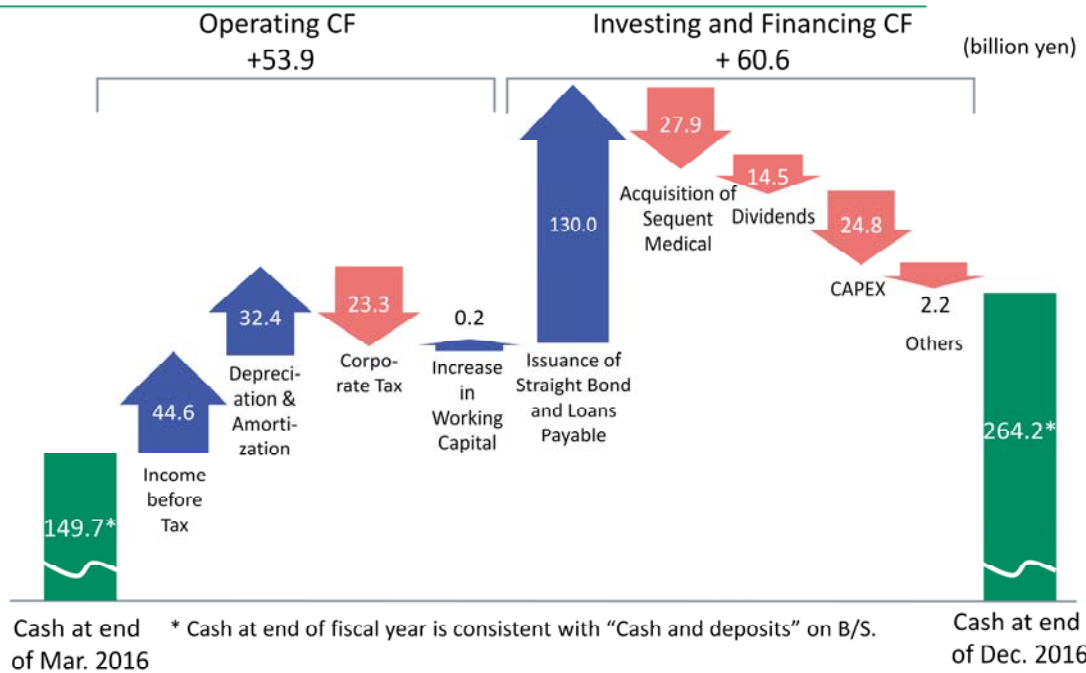 Operating CF
+53.9
Investing and Financing CF
+ 60.6
(billion yen)
149.7*
44.6
Income
before
Tax
32.4
Depreci-
ation &
Amorti-
zation
23.3
Corpo-
rate Tax
0.2
Increase
in
Working
Capital
130.0
Issuance of
Straight Bond
and Loans
Payable
27.9
Acquisition of
Sequent
Medical
14.5
Dividends
24.8
CAPEX
2.2
Others
264.2*
Cash at end
of Mar. 2016
* Cash at end of fiscal year is consistent with “Cash and deposits” on B/S.
Cash at end
of Dec. 2016